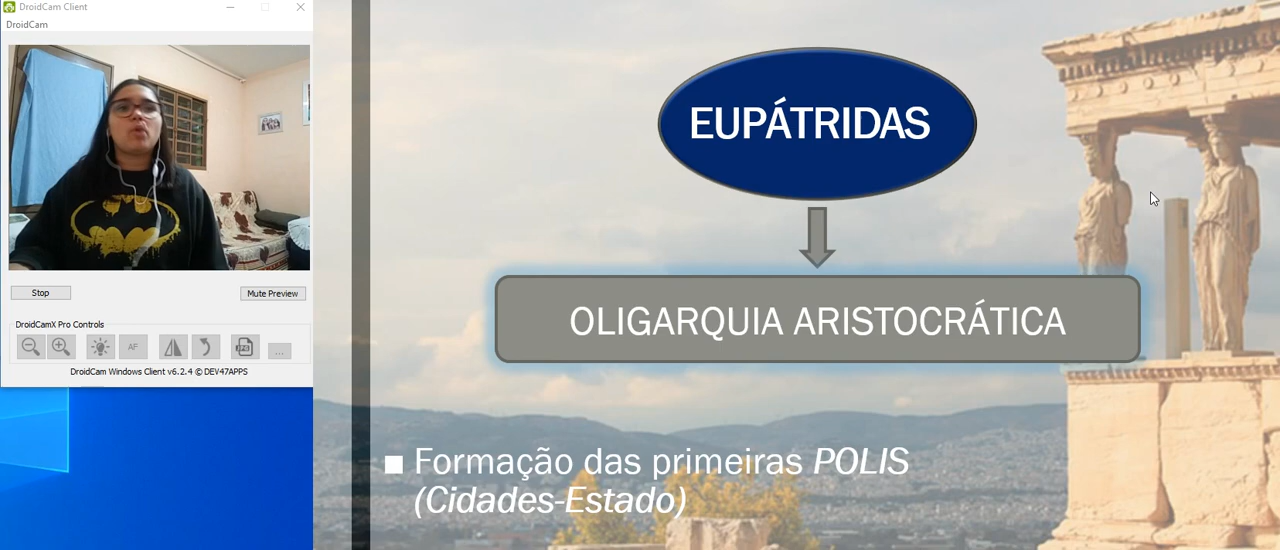 DroidCam Client
DroidCam
Stop
Mute Preview
DroidCamX Pro Controls
AF
JPG
...
DroidCam Windows Client v6.2.4 © DEV47APPS
EUPÁTRIDAS
OLIGARQUIA ARISTOCRÁTICA
Formação das primeiras POLIS
(Cidades-Estado)